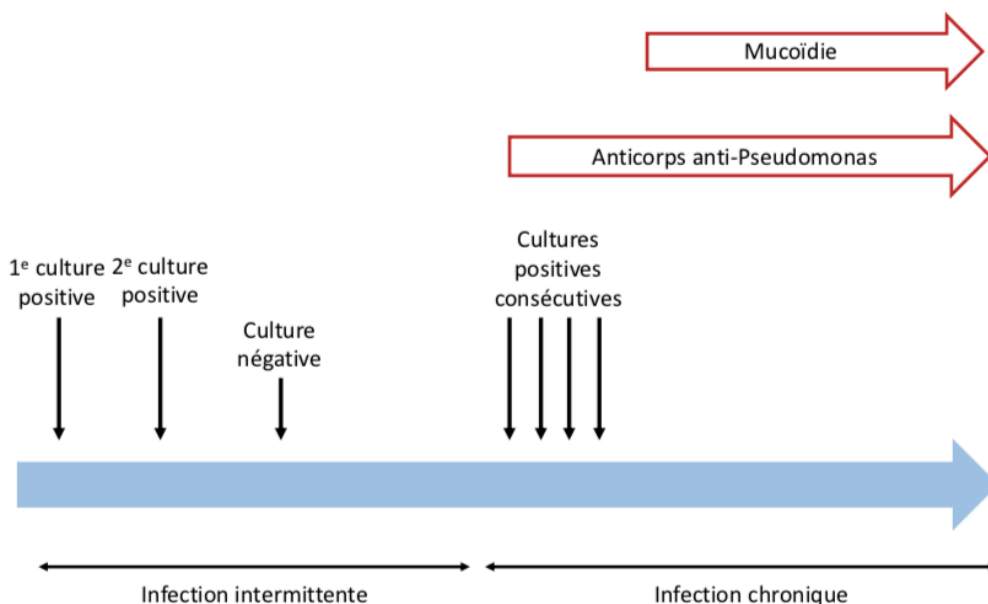 Mucoïdie
Anticorps anti-Pseudomonas
1e culture
positive
2e culture
positive
Culture
négative
Cultures
positives
consécutives
Infection intermittente
Infection chronique